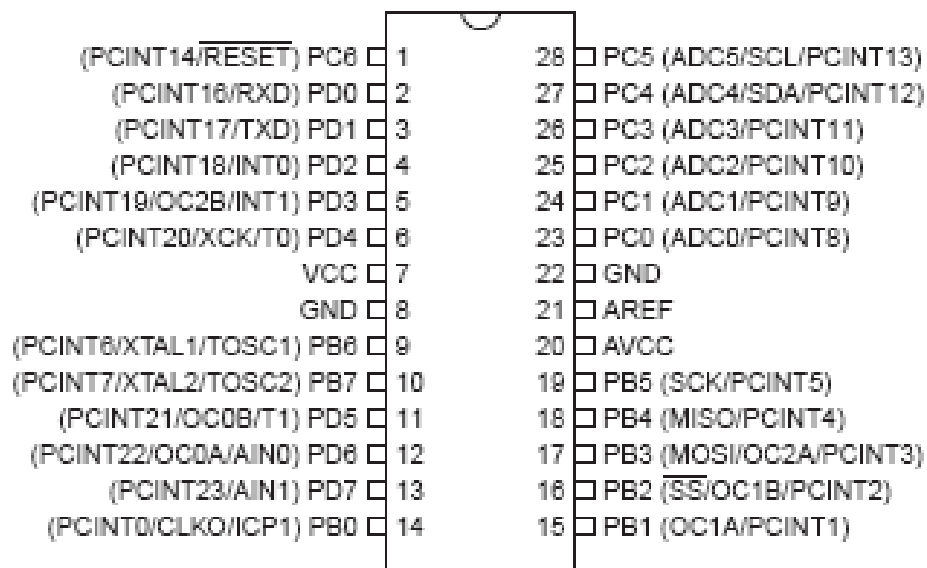 (PCINT14/RESET) PC6 1 28 PC5 (ADC5/SCL/PCINT13)
(PCINT16/RXD) PD0 2 27 PC4 (ADC4/SDA/PCINT12)
(PCINT17/TXD) PD1 3 26 PC3 (ADC3/PCINT11)
(PCINT18/INT0) PD2 4 25 PC2 (ADC2/PCINT10)
(PCINT19/OC2B/INT1) PD3 5 24 PC1 (ADC1/PCINT9)
(PCINT20/XCK/T0) PD4 6 23 PC0 (ADC0/PCINT8)
VCC 7 22 GND
GND 8 21 AREF
(PCINT6/XTAL1/TOSC1) PB6 9 20 AVCC
(PCINT7/XTAL2/TOSC2) PB7 10 19 PB5 (SCK/PCINT5)
(PCINT21/OC0B/T1) PD5 11 18 PB4 (MISO/PCINT4)
(PCINT22/OC0A/AIN0) PD6 12 17 PB3 (MOSI/OC2A/PCINT3)
(PCINT23/AIN1) PD7 13 16 PB2 (SS/OC1B/PCINT2)
(PCINT0/CLKO/ICP1) PB0 14 15 PB1 (OC1A/PCINT1)